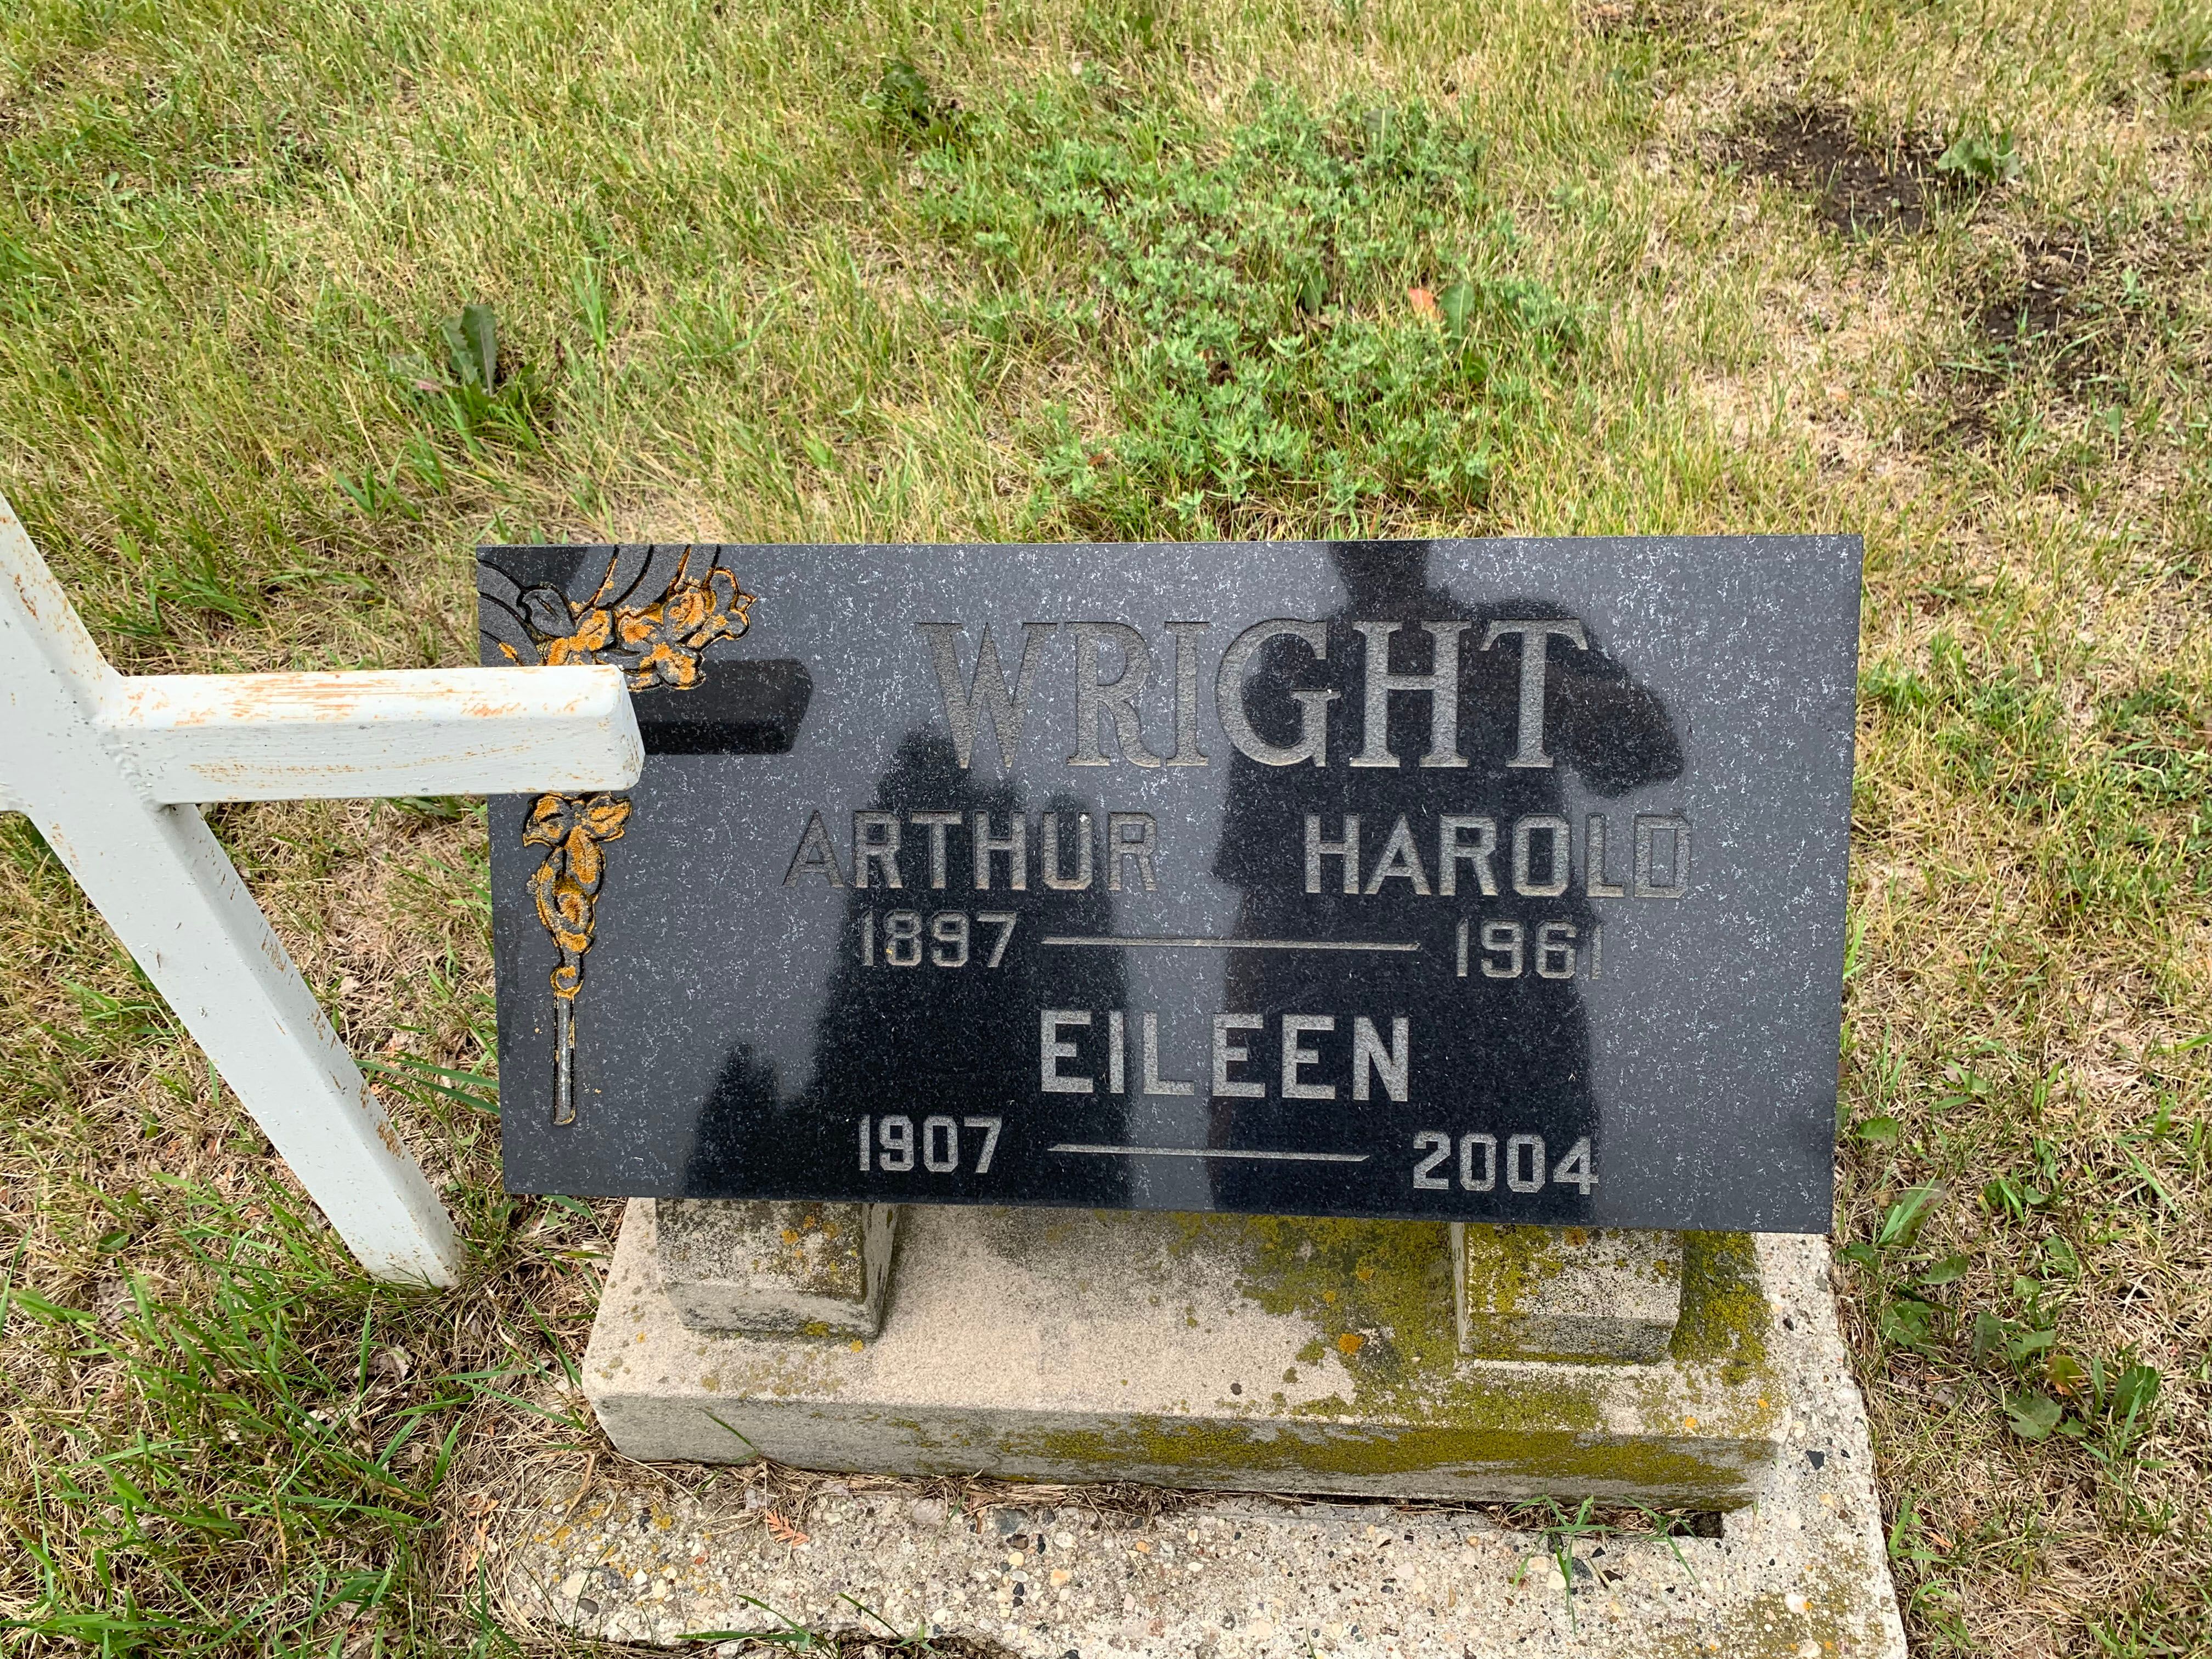 WRIGHT
ARTHUR HAROLD
1897 — 1961
EILEEN
1907 — 2004